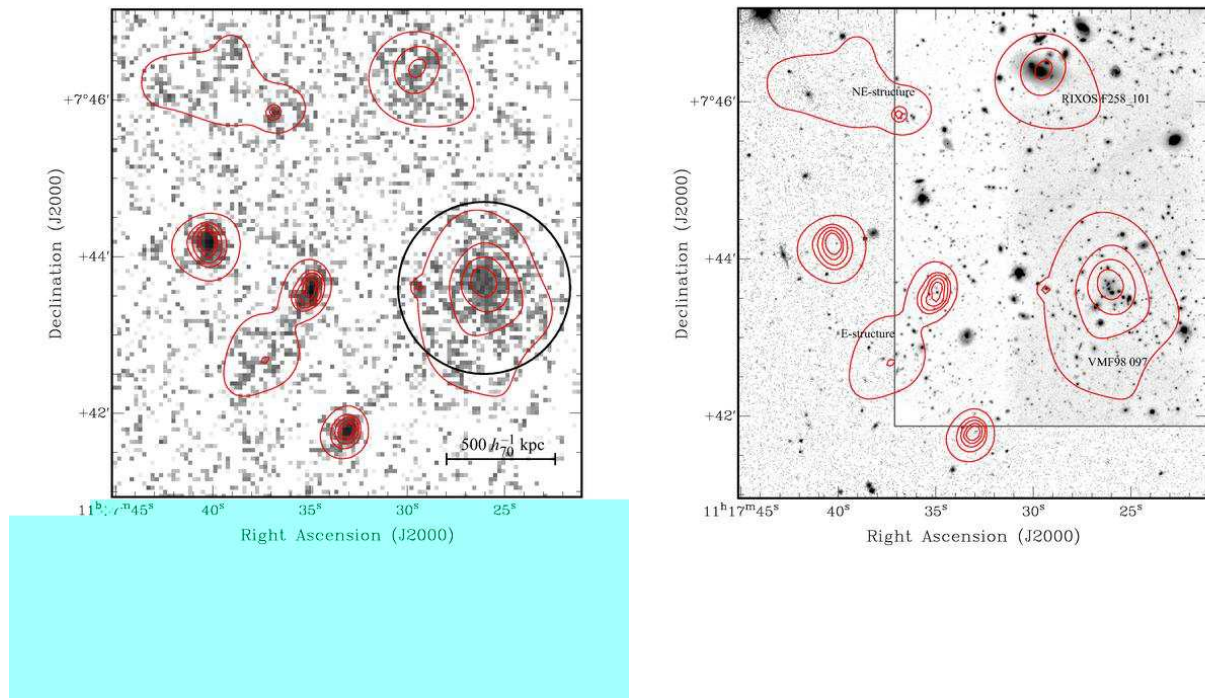 +7°46′
+44′
+42′
Declination (J2000)
500 h₇₀⁻¹ kpc
11ʰ17ᵐ45ˢ 40ˢ 35ˢ 30ˢ 25ˢ
Right Ascension (J2000)
+7°46′
+44′
+42′
Declination (J2000)
NE-structure
RIXOS F258_101
E-structure
VMF98 097
11ʰ17ᵐ45ˢ 40ˢ 35ˢ 30ˢ 25ˢ
Right Ascension (J2000)